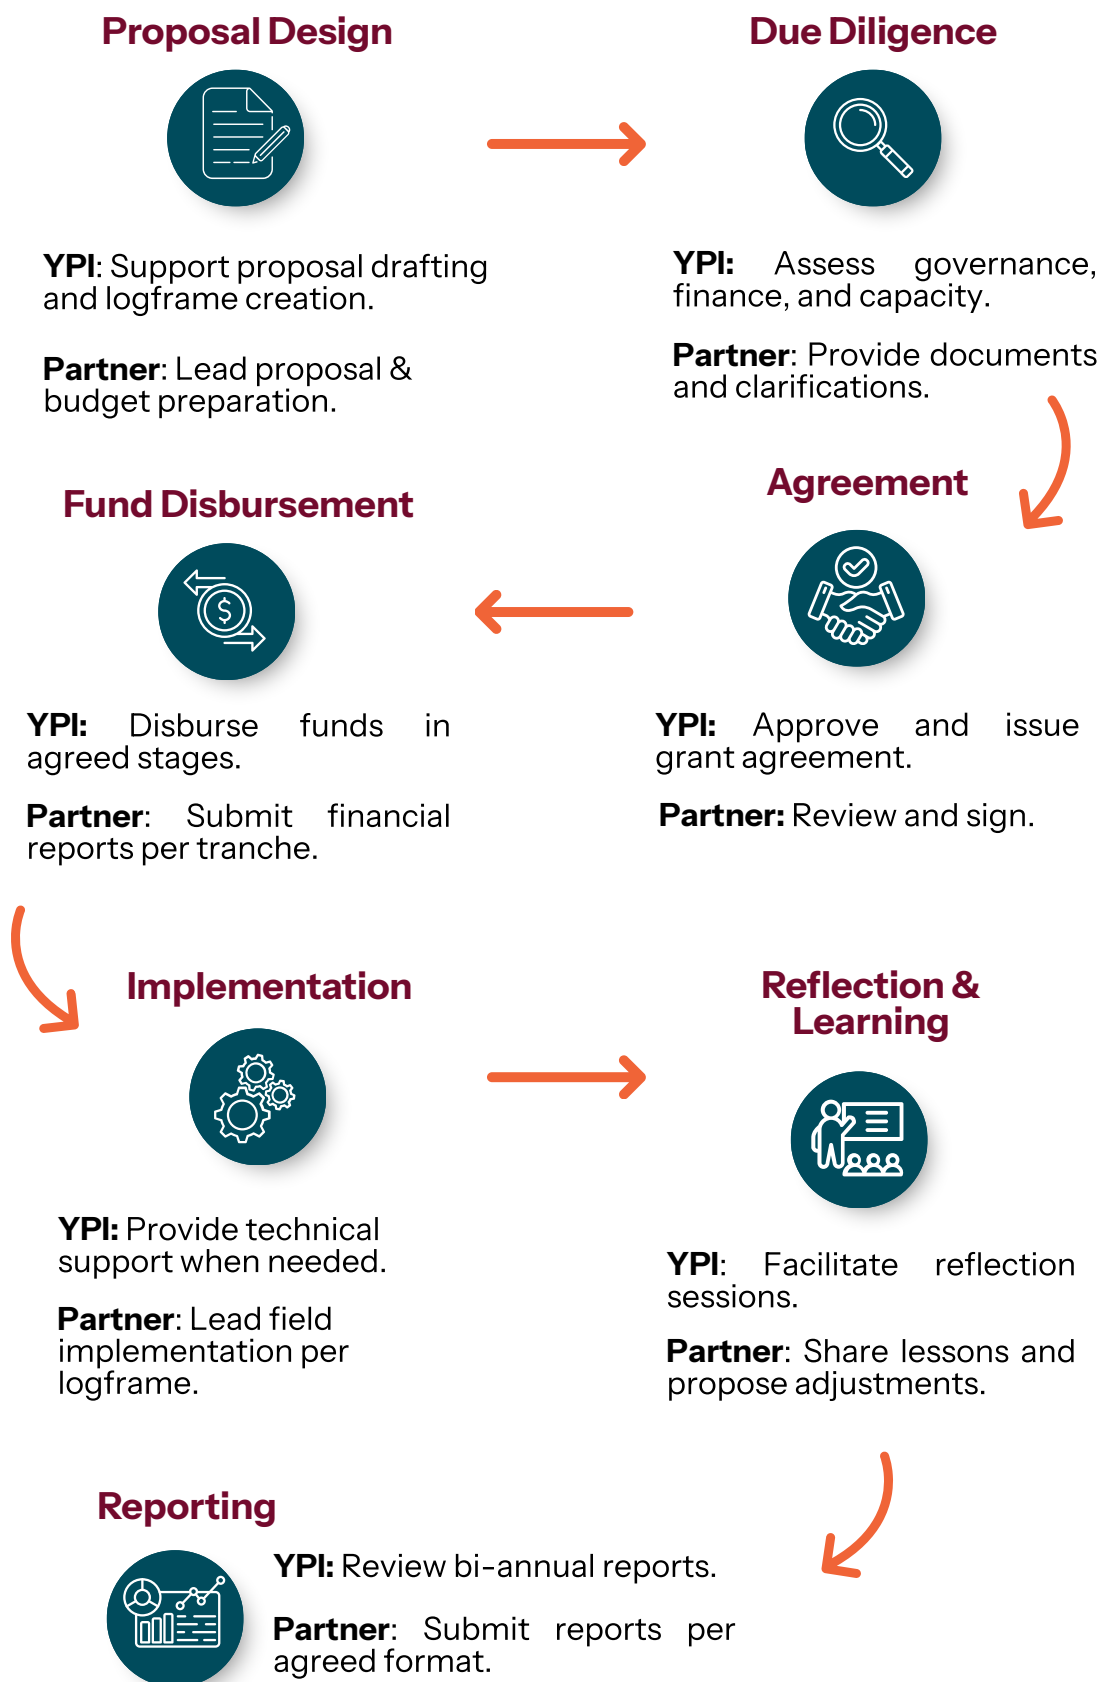 Proposal Design
YPI: Support proposal drafting
and logframe creation.
Partner: Lead proposal &
budget preparation.
Due Diligence
YPI: Assess governance,
finance, and capacity.
Partner: Provide documents
and clarifications.
Agreement
YPI: Approve and issue
grant agreement.
Partner: Review and sign.
Fund Disbursement
$
YPI: Disburse funds in
agreed stages.
Partner: Submit financial
reports per tranche.
Implementation
YPI: Provide technical
support when needed.
Partner: Lead field
implementation per
logframe.
Reflection &
Learning
YPI: Facilitate reflection
sessions.
Partner: Share lessons and
propose adjustments.
Reporting
YPI: Review bi-annual reports.
Partner: Submit reports per
agreed format.